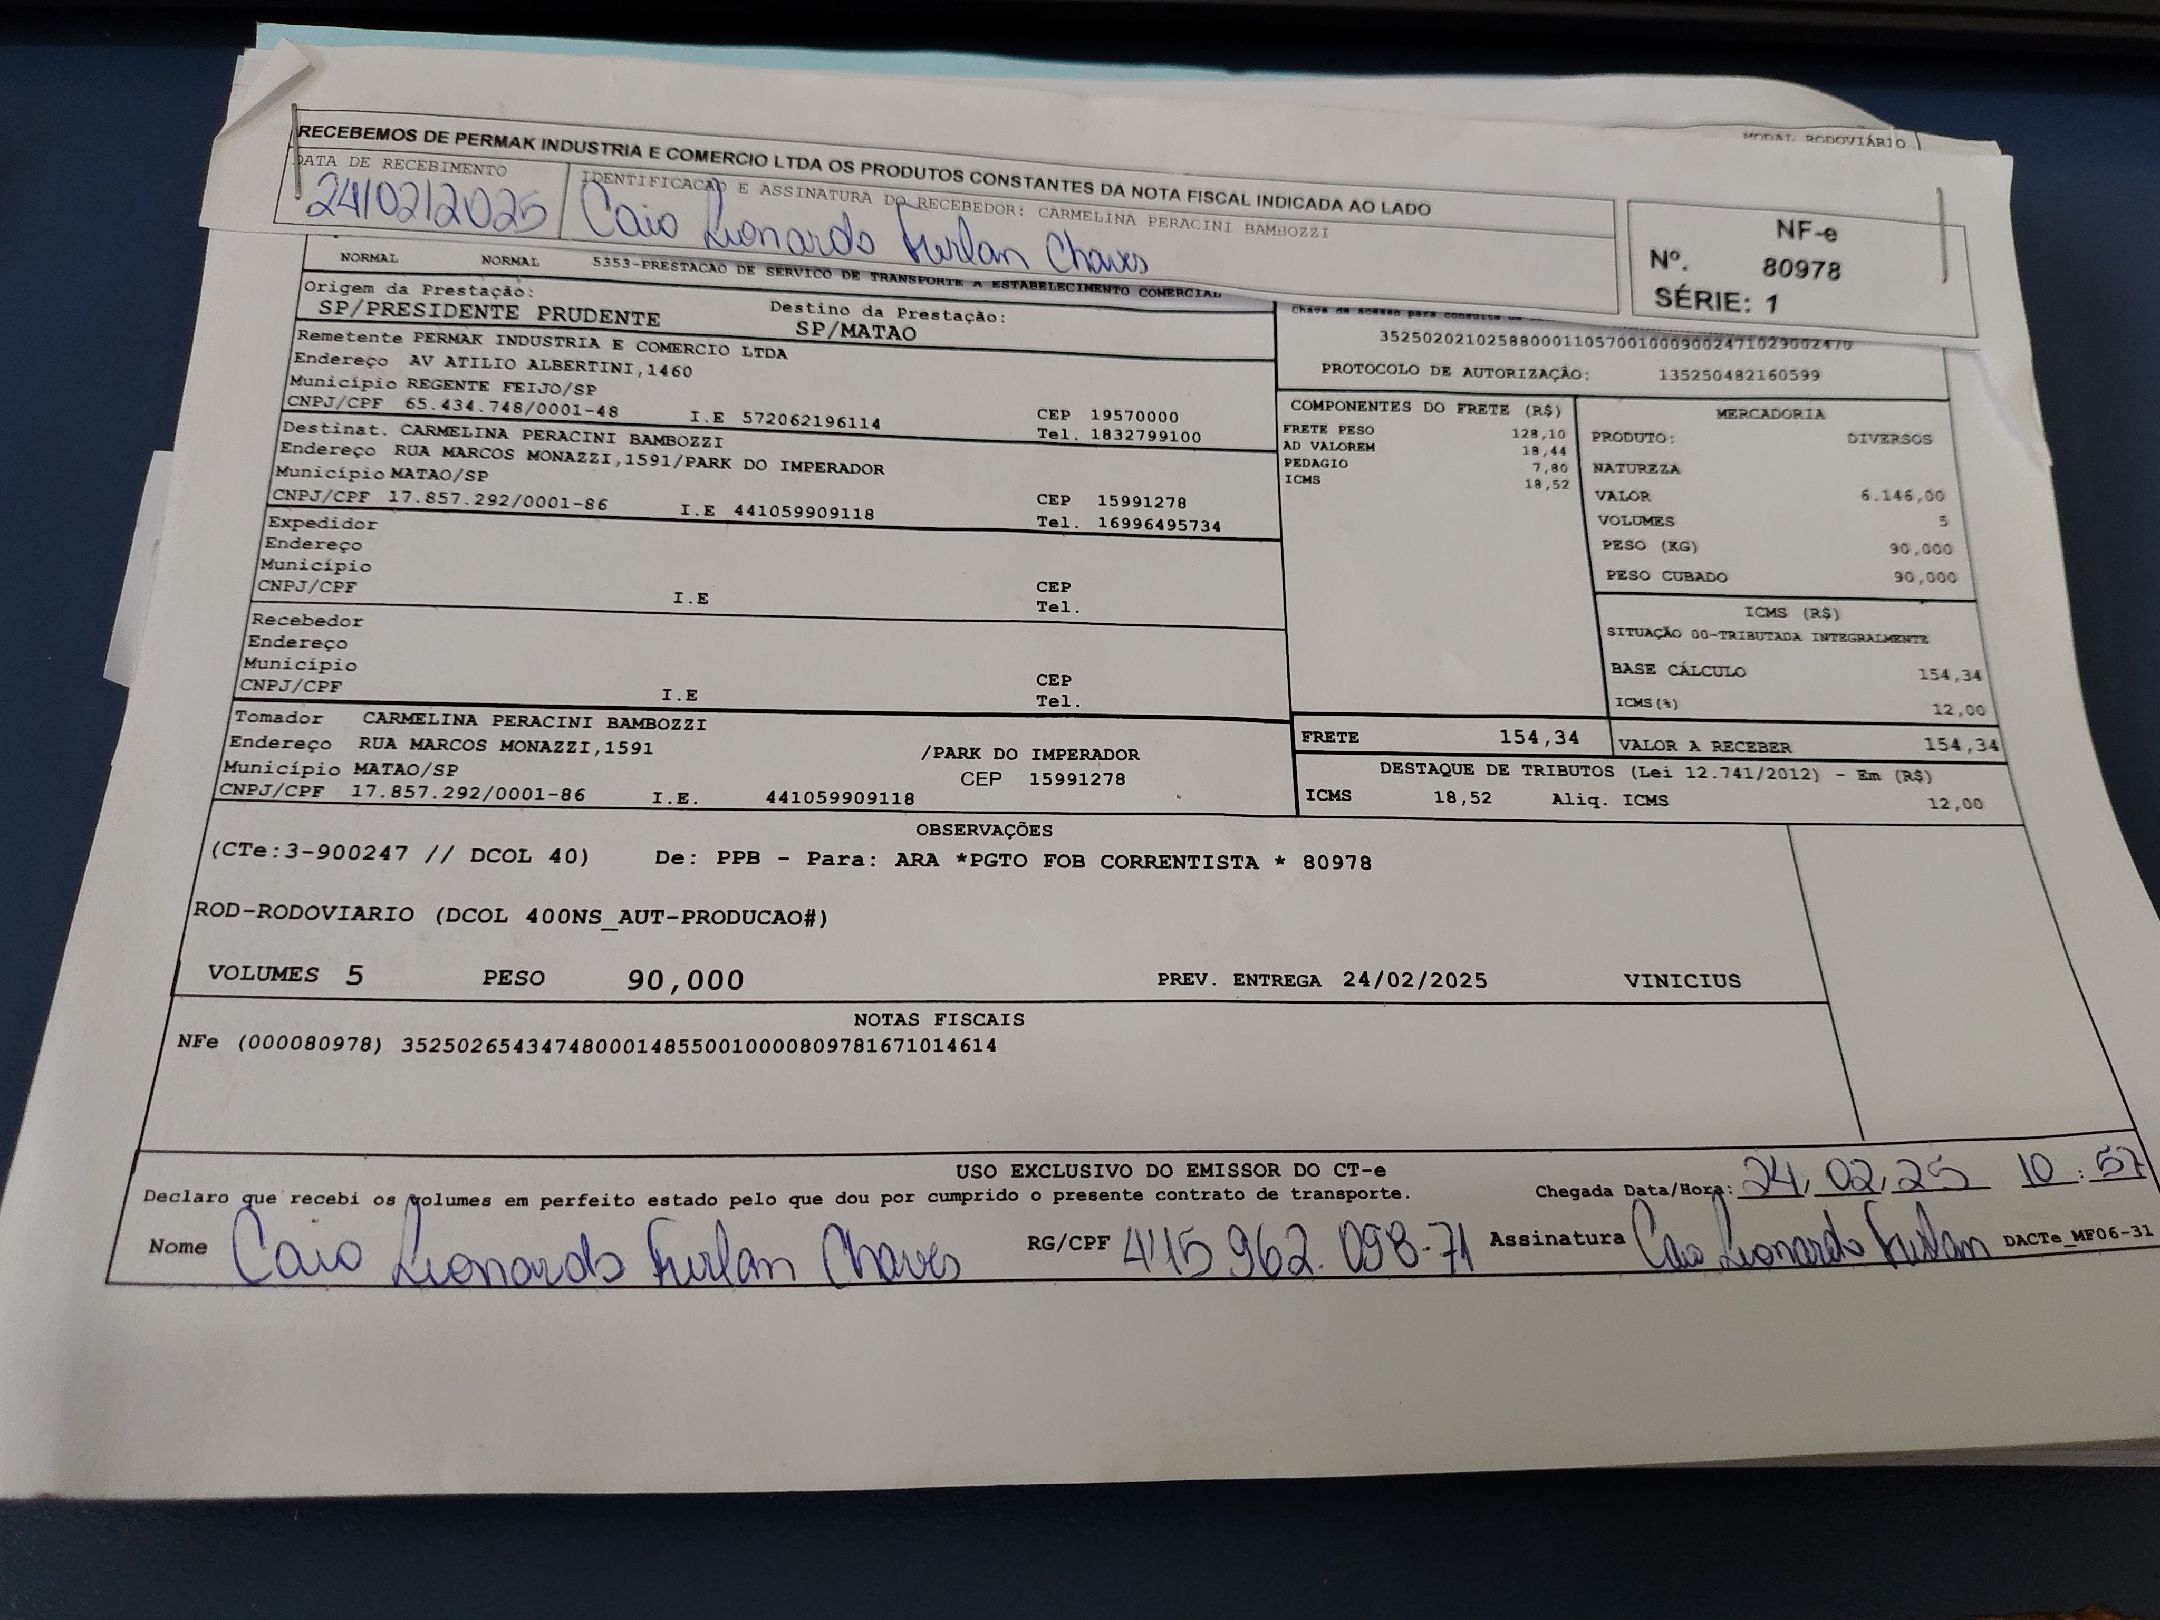 MODAL RODOVIÁRIO
RECEBEMOS DE PERMAK INDUSTRIA E COMERCIO LTDA OS PRODUTOS CONSTANTES DA NOTA FISCAL INDICADA AO LADO
DATA DE RECEBIMENTO
24/02/2025
IDENTIFICACAO E ASSINATURA DO RECEBEDOR: CARMELINA PERACINI BAMBOZZI
Caio Leonardo Furlan Chaves
NF-e
Nº. 80978
SÉRIE: 1
NORMAL NORMAL 5353-PRESTACAO DE SERVICO DE TRANSPORTE A ESTABELECIMENTO COMERCIAL
Origem da Prestação:
SP/PRESIDENTE PRUDENTE
Destino da Prestação:
SP/MATAO
Remetente PERMAK INDUSTRIA E COMERCIO LTDA
Endereço AV ATILIO ALBERTINI,1460
Município REGENTE FEIJO/SP
CNPJ/CPF 65.434.748/0001-48 I.E 572062196114
CEP 19570000
Tel. 1832799100
Destinat. CARMELINA PERACINI BAMBOZZI
Endereço RUA MARCOS MONAZZI,1591/PARK DO IMPERADOR
Município MATAO/SP
CNPJ/CPF 17.857.292/0001-86 I.E 441059909118
CEP 15991278
Tel. 16996495734
Expedidor
Endereço
Município
CNPJ/CPF I.E
CEP
Tel.
Recebedor
Endereço
Município
CNPJ/CPF I.E
CEP
Tel.
Tomador CARMELINA PERACINI BAMBOZZI
Endereço RUA MARCOS MONAZZI,1591 /PARK DO IMPERADOR
Município MATAO/SP CEP 15991278
CNPJ/CPF 17.857.292/0001-86 I.E. 441059909118
Chave de acesso para consulta
PROTOCOLO DE AUTORIZAÇÃO: 135250482160599
COMPONENTES DO FRETE (R$)
FRETE PESO 128,10
AD VALOREM 18,44
PEDAGIO 7,80
ICMS 18,52
MERCADORIA
PRODUTO: DIVERSOS
NATUREZA
VALOR 6.146,00
VOLUMES 5
PESO (KG) 90,000
PESO CUBADO 90,000
ICMS (R$)
SITUAÇÃO 00-TRIBUTADA INTEGRALMENTE
BASE CÁLCULO 154,34
ICMS(%) 12,00
FRETE 154,34
VALOR A RECEBER 154,34
DESTAQUE DE TRIBUTOS (Lei 12.741/2012) - Em (R$)
ICMS 18,52 Aliq. ICMS 12,00
OBSERVAÇÕES
(CTe:3-900247 // DCOL 40) De: PPB - Para: ARA *PGTO FOB CORRENTISTA * 80978
ROD-RODOVIARIO (DCOL 400NS_AUT-PRODUCAO#)
VOLUMES 5 PESO 90,000 PREV. ENTREGA 24/02/2025 VINICIUS
NOTAS FISCAIS
NFe (000080978) 35250265434748000148550010000809781671014614
USO EXCLUSIVO DO EMISSOR DO CT-e
Declaro que recebi os volumes em perfeito estado pelo que dou por cumprido o presente contrato de transporte.
Chegada Data/Hora: 24/02/25 10:57
Nome Caio Leonardo Furlan Chaves RG/CPF 415 962.098-71 Assinatura Caio Leonardo Furlan DACTe_MF06-31